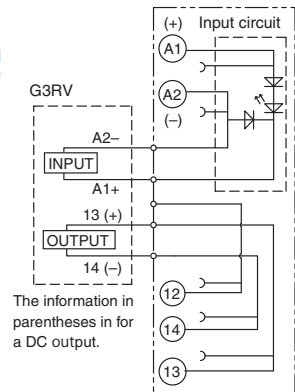 (+)
Input circuit
A1
A2
(–)
G3RV
A2–
INPUT
A1+
13 (+)
OUTPUT
14 (–)
12
14
13
The information in
parentheses in for
a DC output.